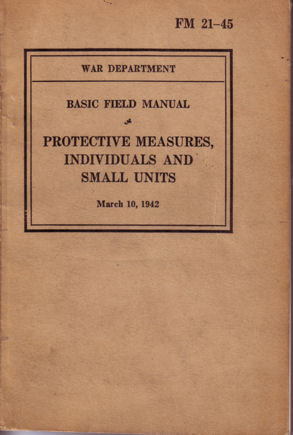 FM 21–45
WAR DEPARTMENT
BASIC FIELD MANUAL
PROTECTIVE MEASURES,
INDIVIDUALS AND
SMALL UNITS
March 10, 1942